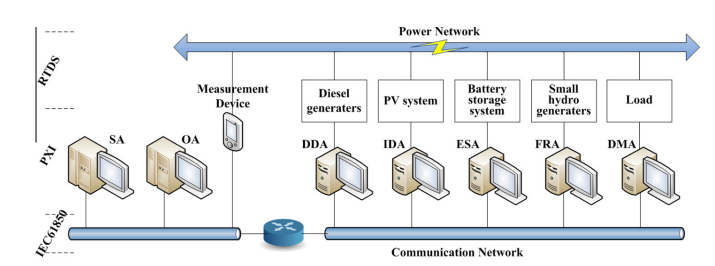 Power Network
RTDS
Measurement
Device
Diesel
generaters
PV system
Battery
storage
system
Small
hydro
generaters
Load
PXI
SA
OA
DDA
IDA
ESA
FRA
DMA
IEC61850
Communication Network